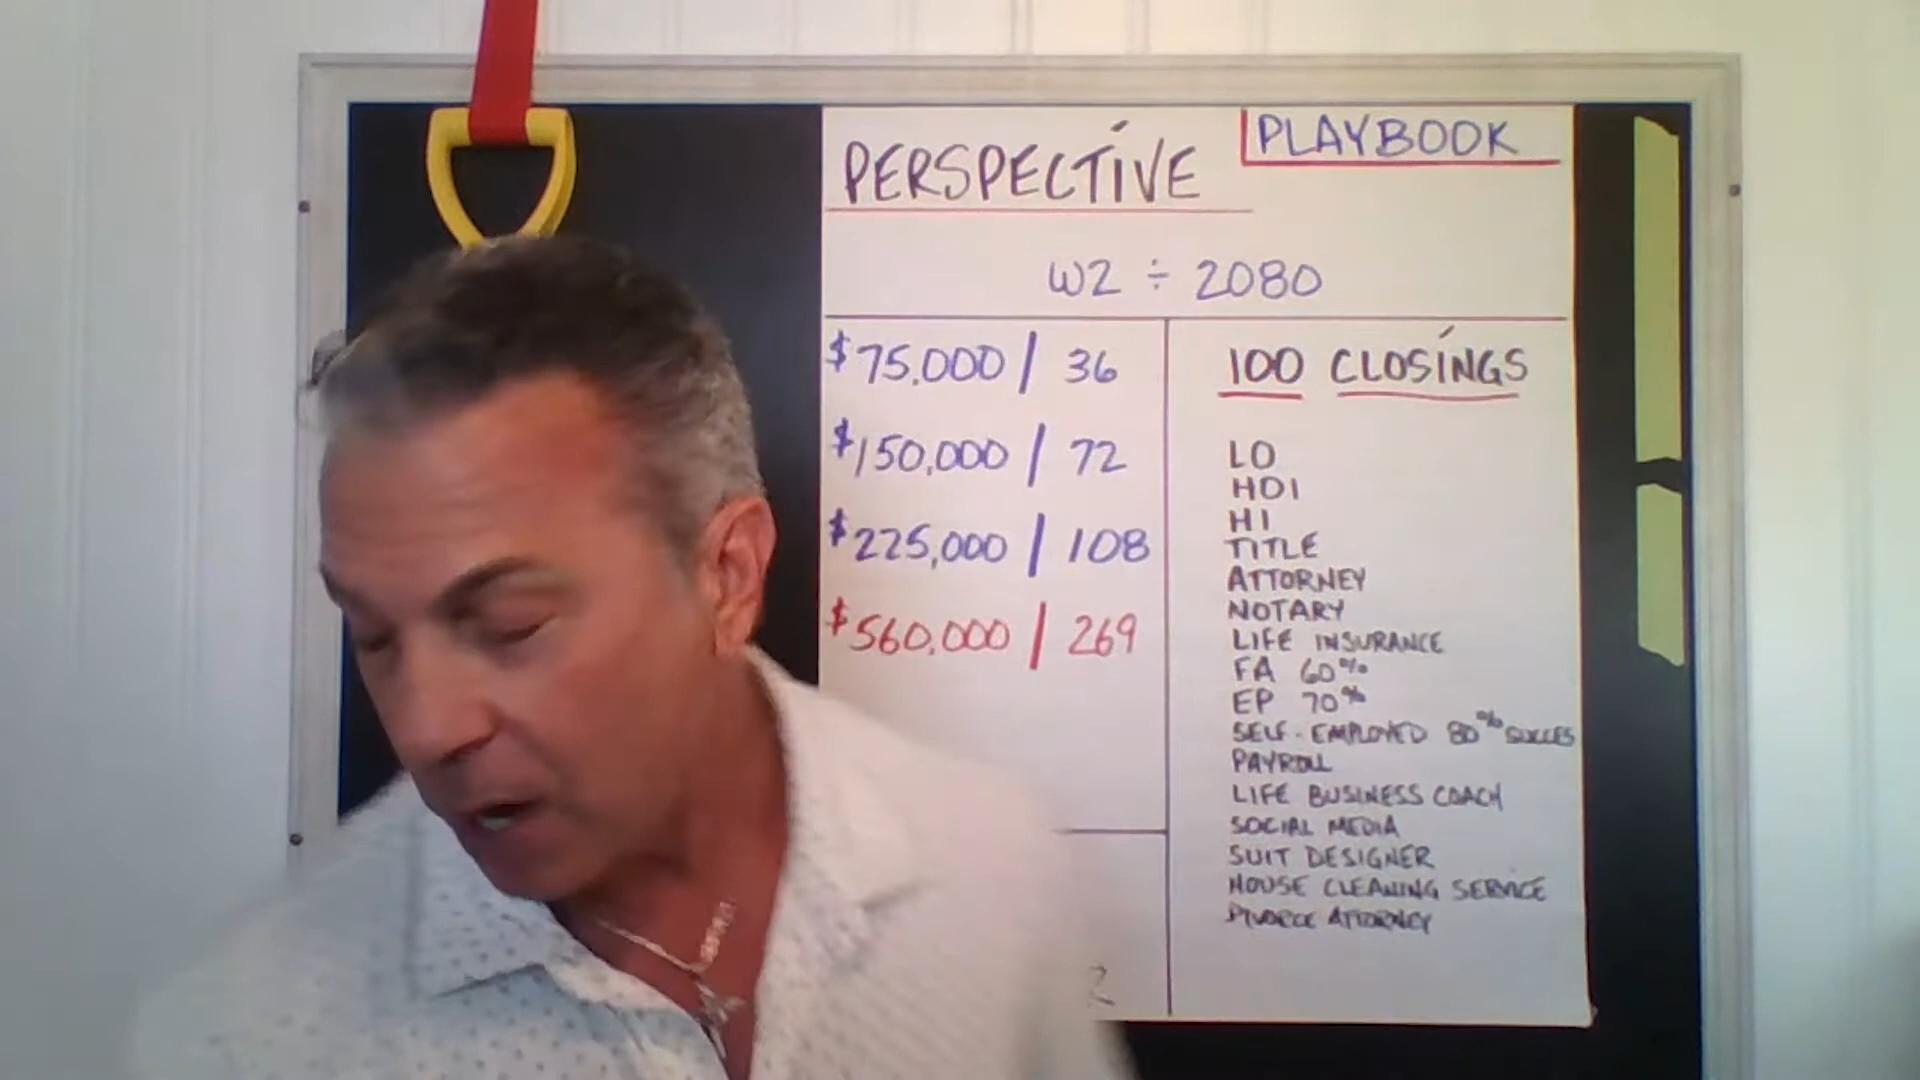 PERSPECTIVE
PLAYBOOK
W2 ÷ 2080
$75.000 / 36
$150.000 / 72
$225,000 / 108
$560.000 / 269
100 CLOSINGS
LO
HOI
HI
TITLE
ATTORNEY
NOTARY
LIFE INSURANCE
FA 60%
EP 70%
SELF-EMPLOYED 80% SUCCES
PAYROLL
LIFE BUSINESS COACH
SOCIAL MEDIA
SUIT DESIGNER
HOUSE CLEANING SERVICE
DIVORCE ATTORNEY